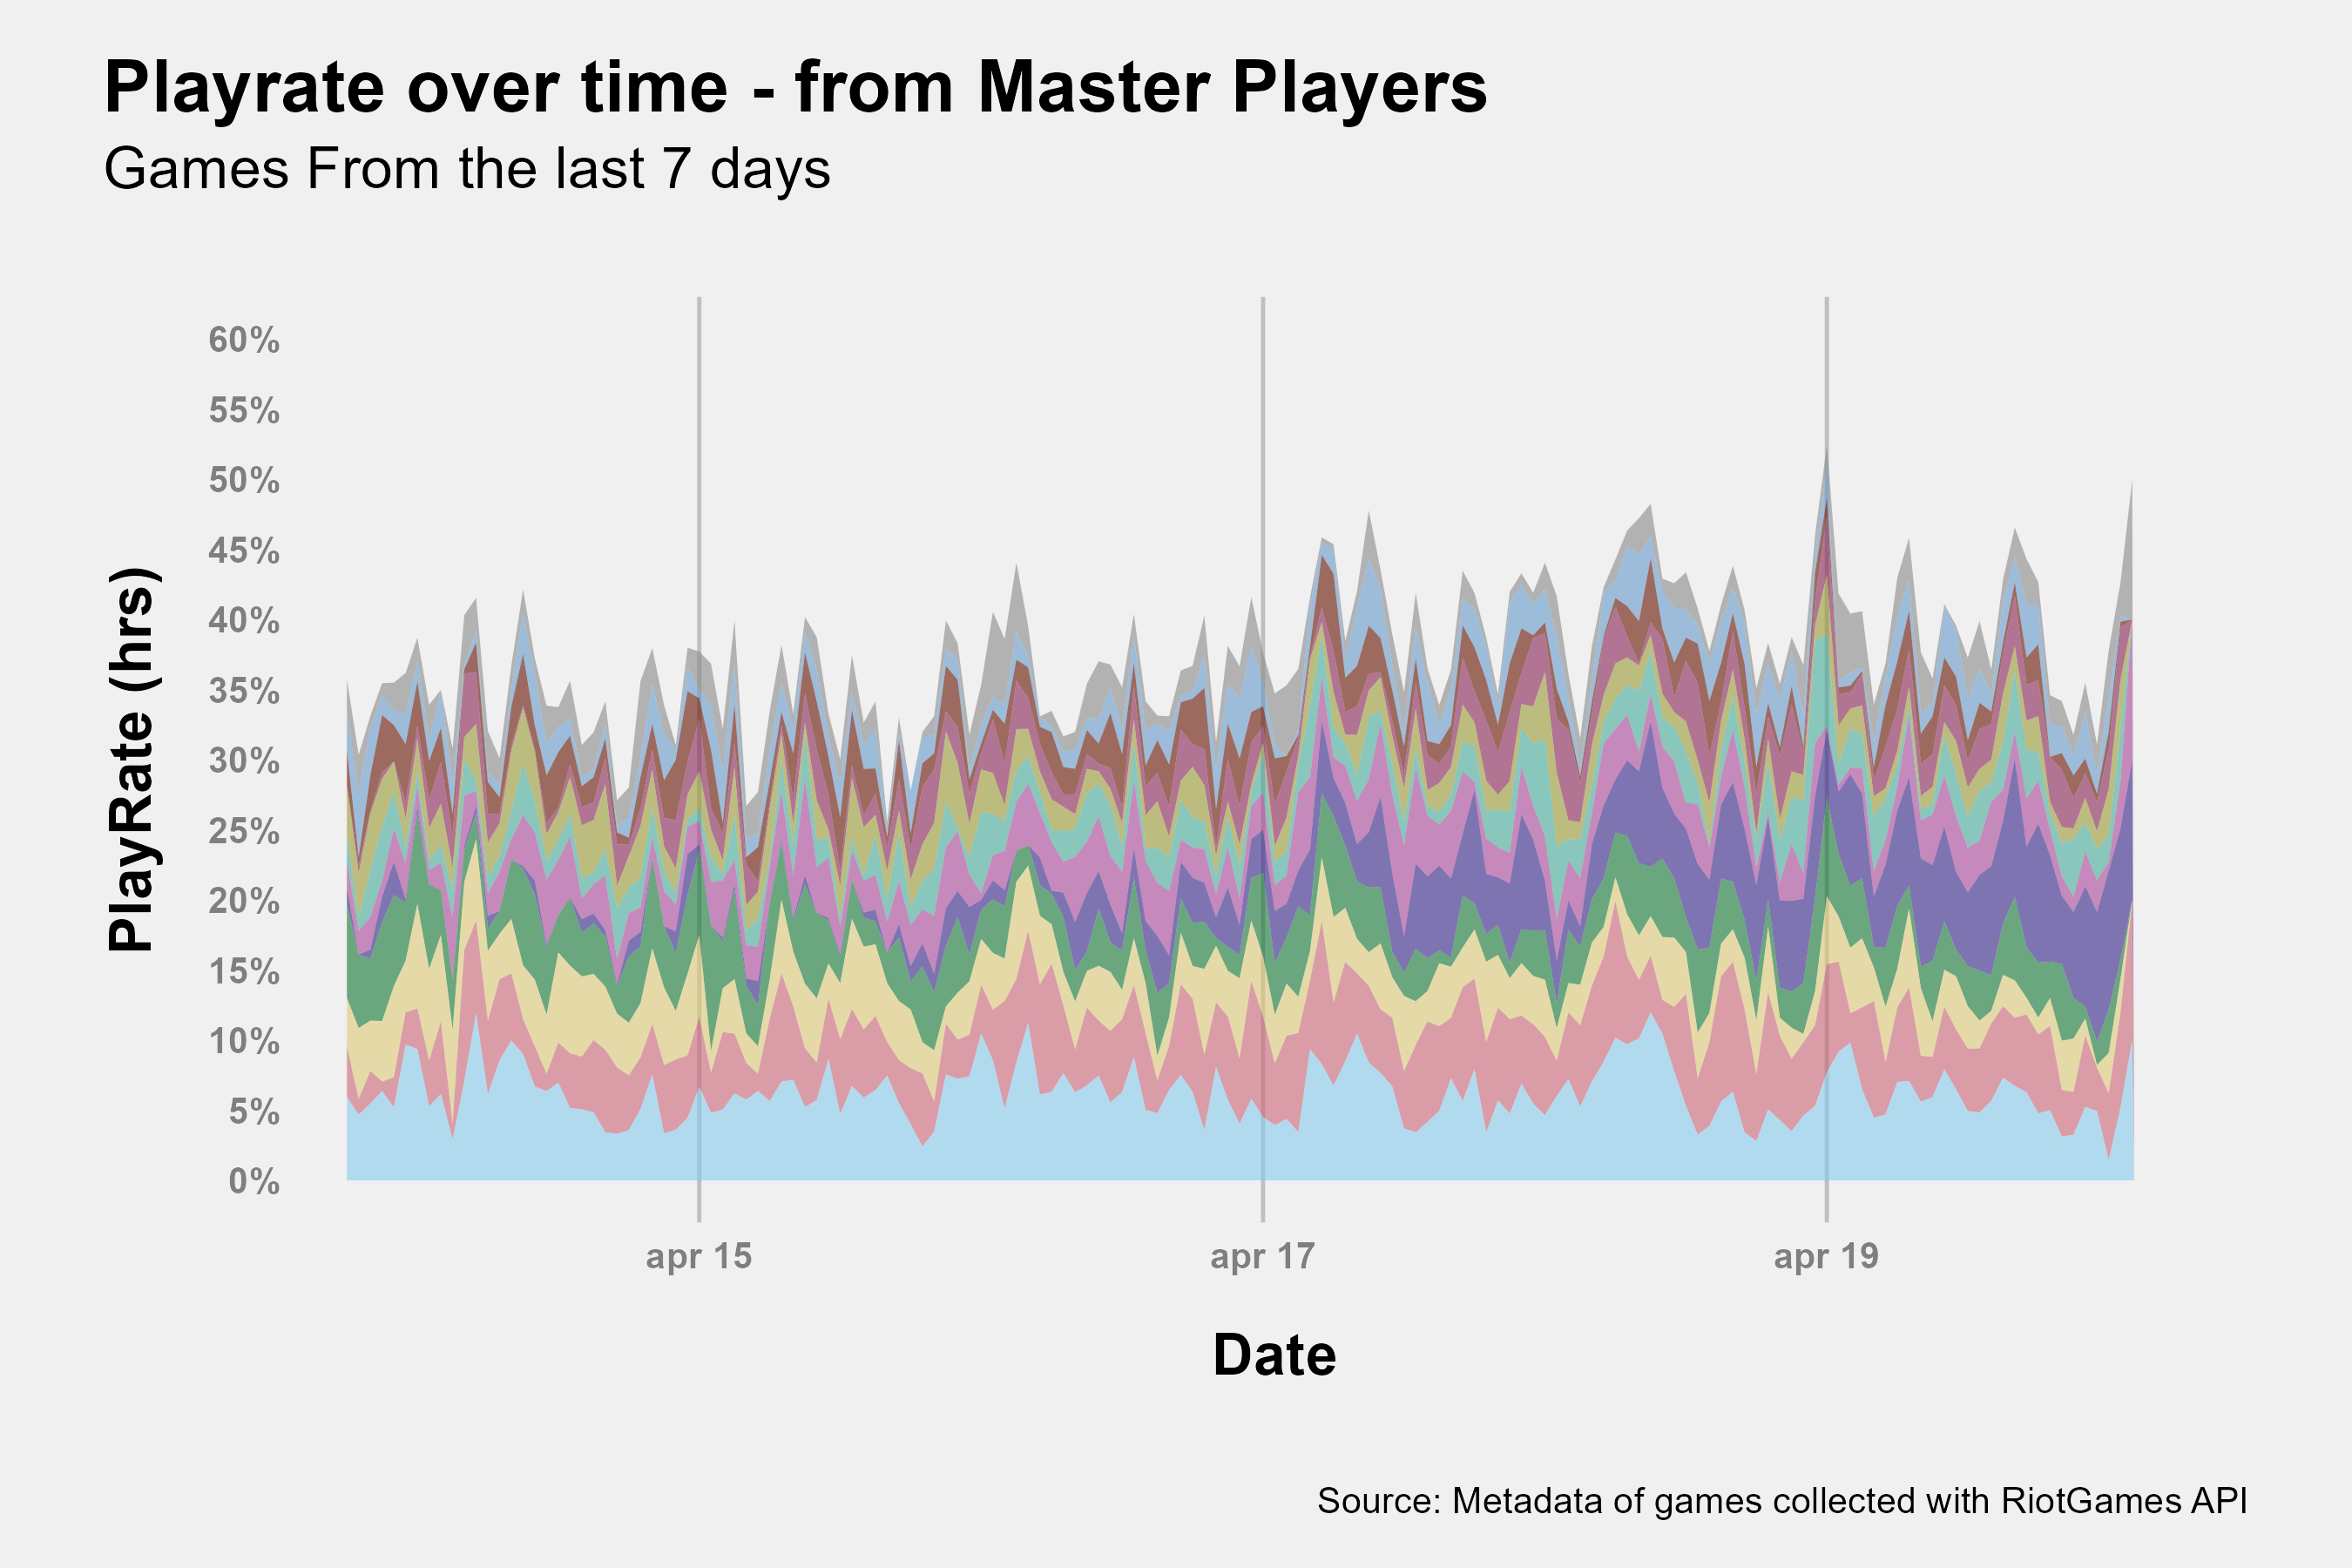 Playrate over time - from Master Players
Games From the last 7 days
PlayRate (hrs)
60%
55%
50%
45%
40%
35%
30%
25%
20%
15%
10%
5%
0%
apr 15
apr 17
apr 19
Date
Source: Metadata of games collected with RiotGames API